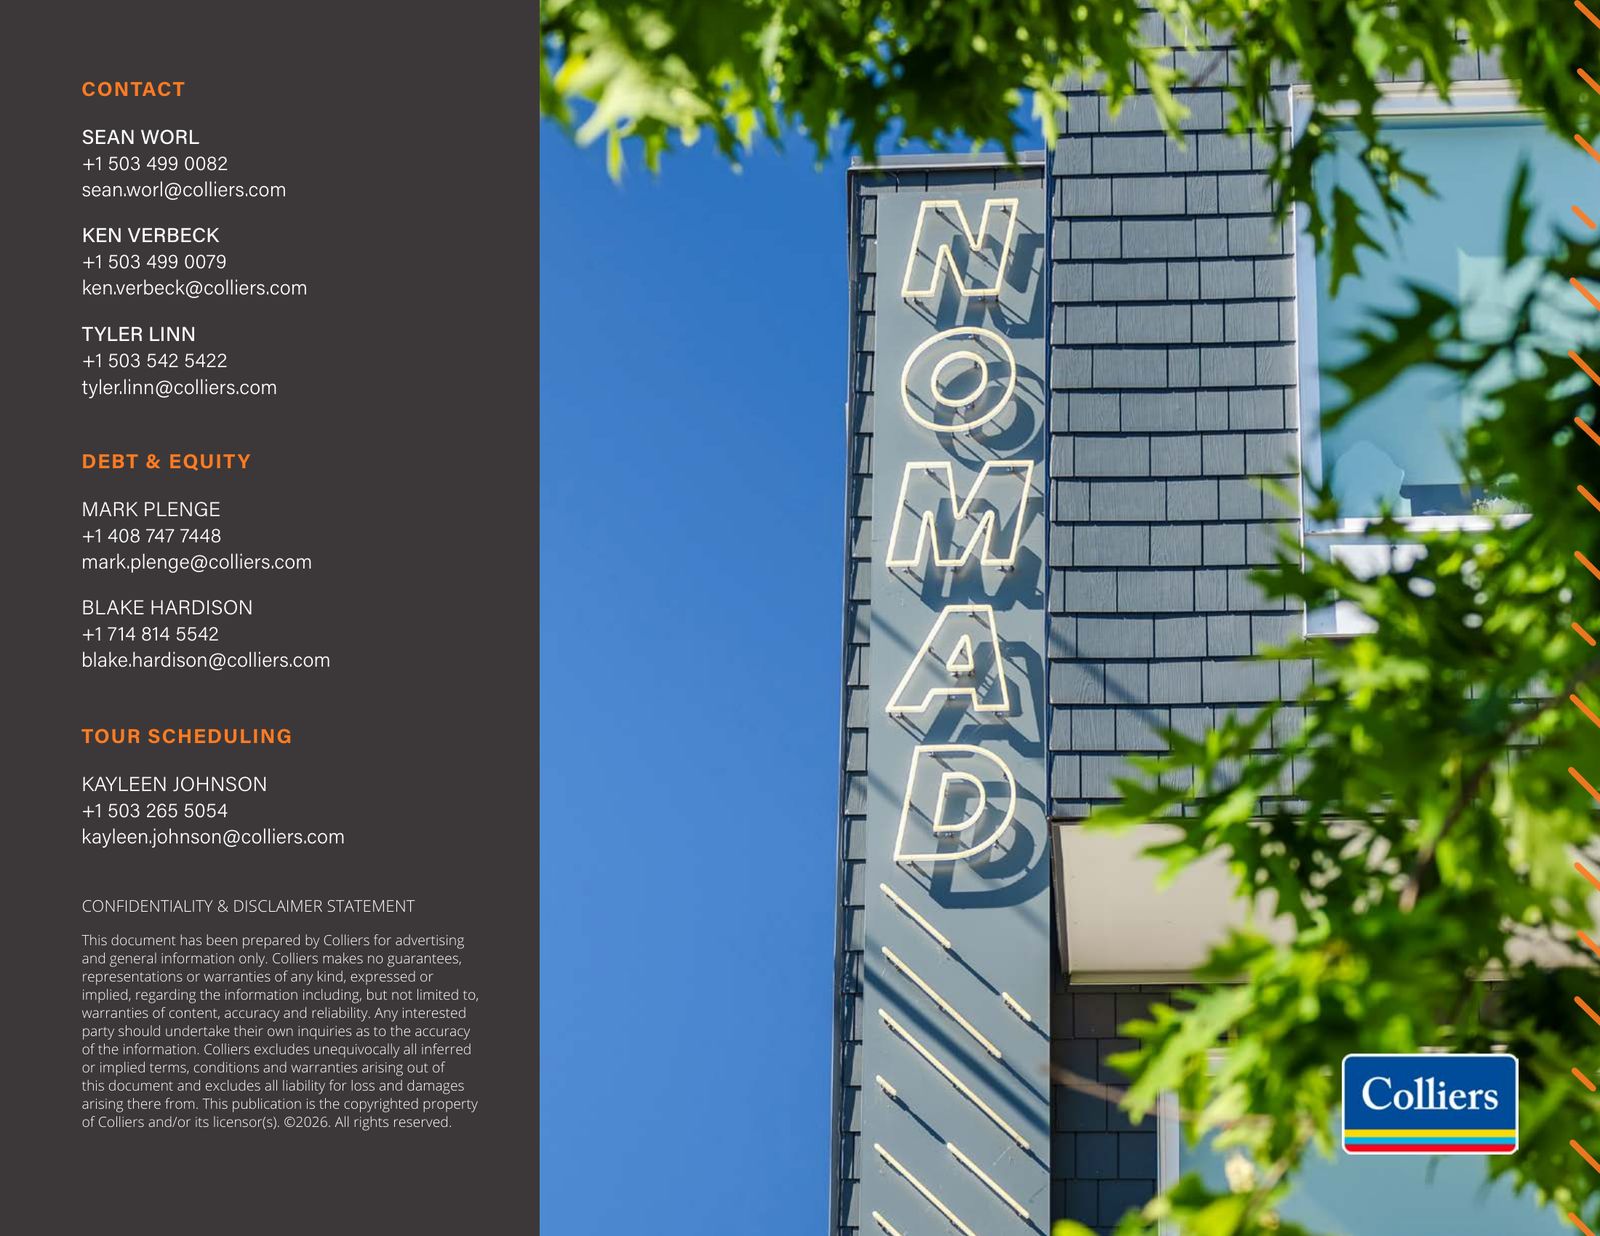 CONTACT
SEAN WORL
+1 503 499 0082
sean.worl@colliers.com
KEN VERBECK
+1 503 499 0079
ken.verbeck@colliers.com
TYLER LINN
+1 503 542 5422
tyler.linn@colliers.com
DEBT & EQUITY
MARK PLENGE
+1 408 747 7448
mark.plenge@colliers.com
BLAKE HARDISON
+1 714 814 5542
blake.hardison@colliers.com
TOUR SCHEDULING
KAYLEEN JOHNSON
+1 503 265 5054
kayleen.johnson@colliers.com
CONFIDENTIALITY & DISCLAIMER STATEMENT
This document has been prepared by Colliers for advertising
and general information only. Colliers makes no guarantees,
representations or warranties of any kind, expressed or
implied, regarding the information including, but not limited to,
warranties of content, accuracy and reliability. Any interested
party should undertake their own inquiries as to the accuracy
of the information. Colliers excludes unequivocally all inferred
or implied terms, conditions and warranties arising out of
this document and excludes all liability for loss and damages
arising there from. This publication is the copyrighted property
of Colliers and/or its licensor(s). ©2026. All rights reserved.
NOMAD
Colliers